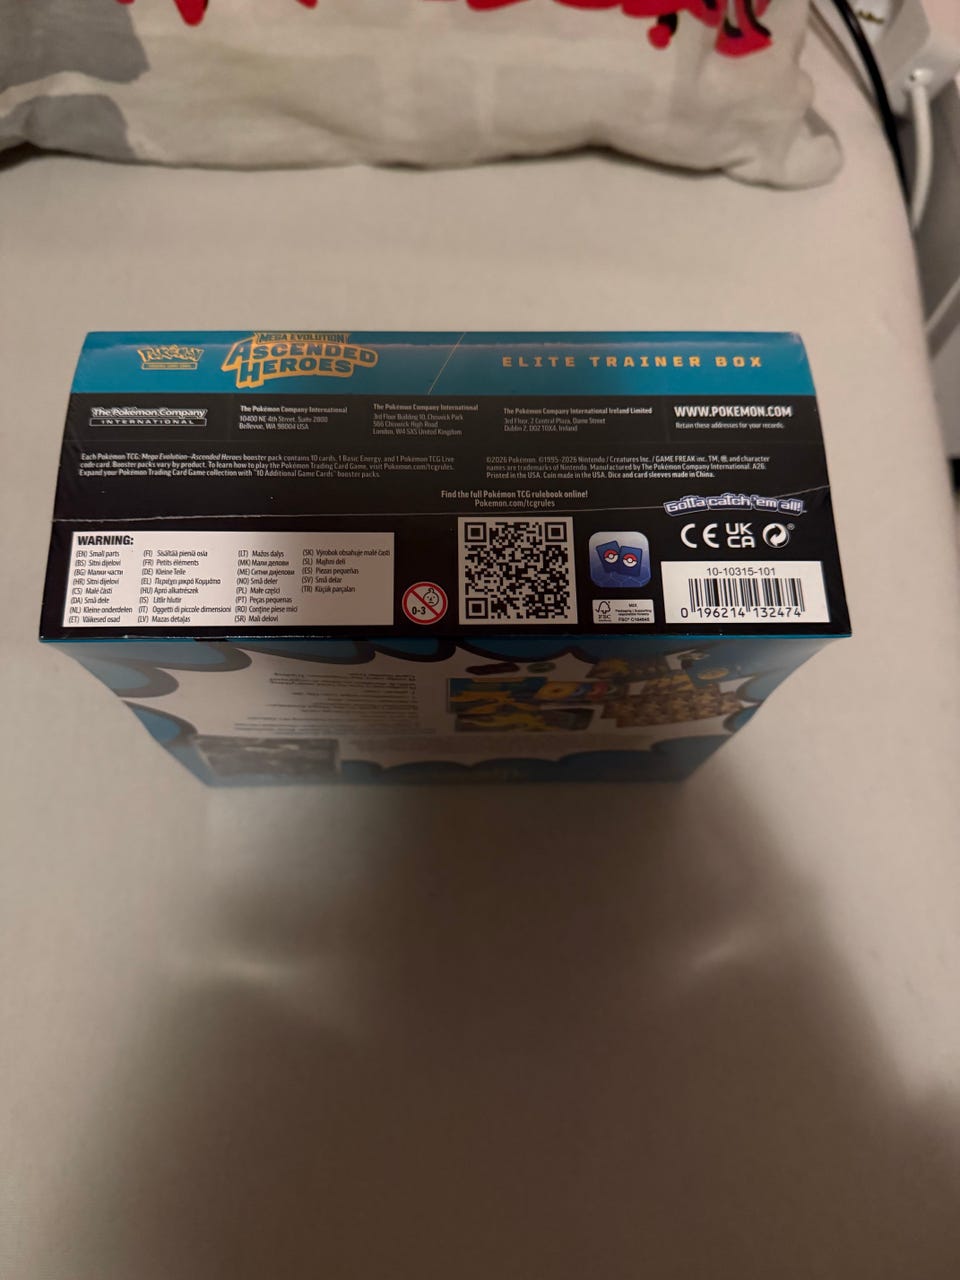 POKÉMON
TRADING CARD GAME
MEGA EVOLUTION
ASCENDED
HEROES
ELITE TRAINER BOX
The Pokémon Company
INTERNATIONAL
The Pokémon Company International
10400 NE 4th Street, Suite 2800
Bellevue, WA 98004 USA
The Pokémon Company International
3rd Floor Building 10, Chiswick Park
566 Chiswick High Road
London, W4 5XS United Kingdom
The Pokémon Company International Ireland Limited
3rd Floor, 2 Central Plaza, Dame Street
Dublin 2, D02 T0X4, Ireland
WWW.POKEMON.COM
Retain these addresses for your records.
Each Pokémon TCG: Mega Evolution—Ascended Heroes booster pack contains 10 cards, 1 Basic Energy, and 1 Pokémon TCG Live
code card. Booster packs vary by product. To learn how to play the Pokémon Trading Card Game, visit Pokemon.com/tcgrules.
Expand your Pokémon Trading Card Game collection with "10 Additional Game Cards" booster packs.
©2026 Pokémon. ©1995–2026 Nintendo / Creatures Inc. / GAME FREAK inc. TM, ®, and character
names are trademarks of Nintendo. Manufactured by The Pokémon Company International. A26.
Printed in the USA. Coin made in the USA. Dice and card sleeves made in China.
Find the full Pokémon TCG rulebook online!
Pokemon.com/tcgrules
Gotta catch 'em all!
WARNING:
(EN) Small parts
(BS) Sitni dijelovi
(BG) Малки части
(HR) Sitni dijelovi
(CS) Malé části
(DA) Små dele
(NL) Kleine onderdelen
(ET) Väikesed osad
(FI) Sisältää pieniä osia
(FR) Petits éléments
(DE) Kleine Teile
(EL) Περιέχει μικρά Κομμάτια
(HU) Apró alkatrészek
(IS) Litlir hlutir
(IT) Oggetti di piccole dimensioni
(LV) Mazas detaļas
(LT) Mažos dalys
(MK) Мали делови
(ME) Ситни дијелови
(NO) Små deler
(PL) Małe części
(PT) Peças pequenas
(RO) Conține piese mici
(SR) Mali delovi
(SK) Výrobok obsahuje malé časti
(SL) Majhni deli
(ES) Piezas pequeñas
(SV) Små delar
(TR) Küçük parçaları
0-3
CE
UK
CA
FSC
MIX
Packaging | Supporting
responsible forestry
10-10315-101
0 196214 132474